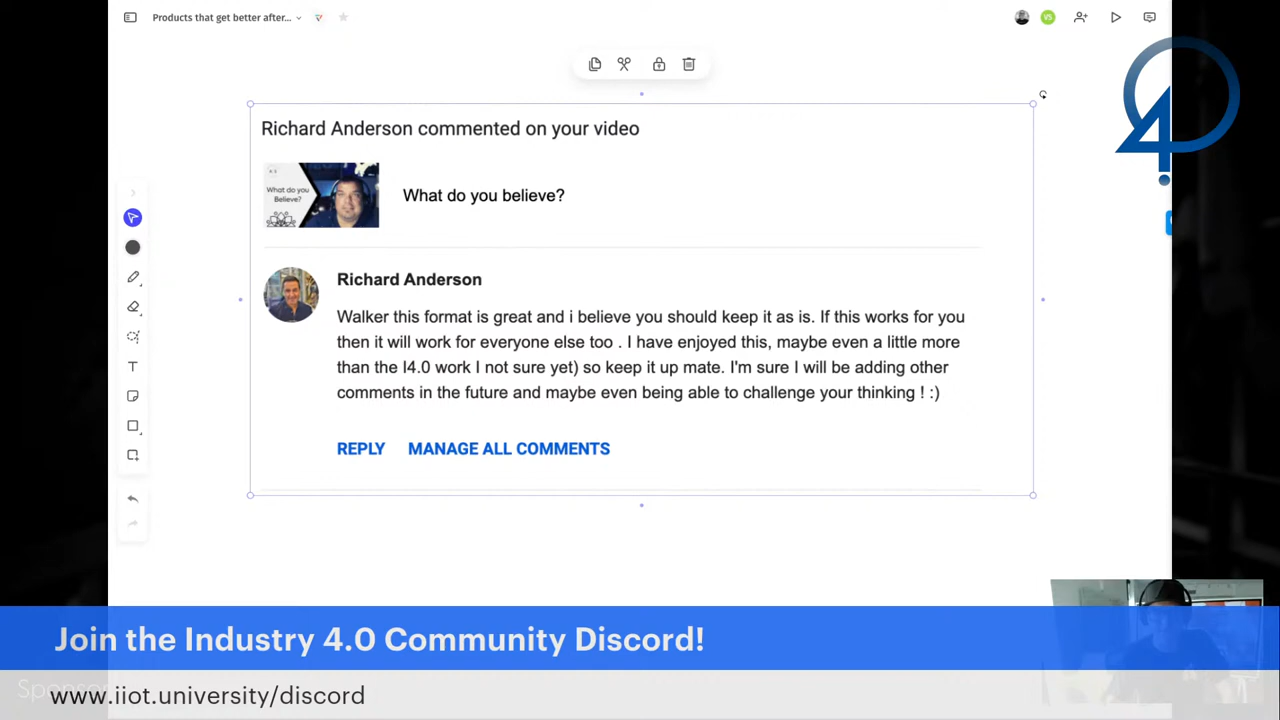 Products that get better after...
VS
Richard Anderson commented on your video
What do you Believe?
What do you believe?
Richard Anderson
Walker this format is great and i believe you should keep it as is. If this works for you
then it will work for everyone else too . I have enjoyed this, maybe even a little more
than the I4.0 work I not sure yet) so keep it up mate. I'm sure I will be adding other
comments in the future and maybe even being able to challenge your thinking ! :)
REPLY MANAGE ALL COMMENTS
4
T
Join the Industry 4.0 Community Discord!
www.iiot.university/discord